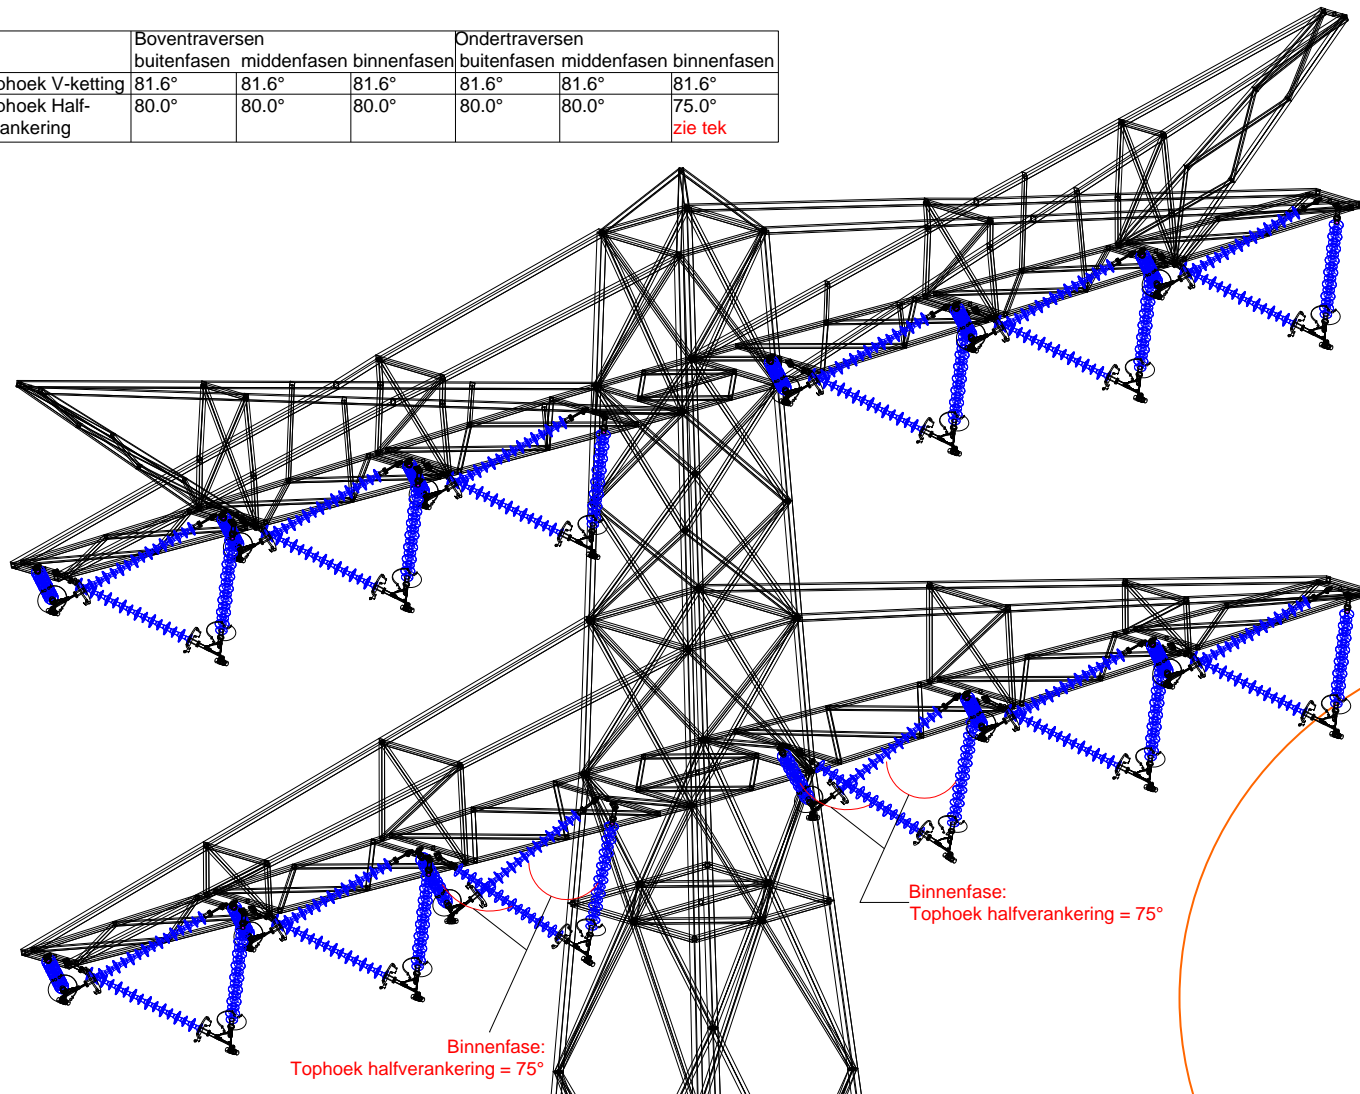 Boventraversen Ondertraversen
buitenfasen middenfasen binnenfasen buitenfasen middenfasen binnenfasen
ophoek V-ketting 81.6° 81.6° 81.6° 81.6° 81.6° 81.6°
ophoek Half- 80.0° 80.0° 80.0° 80.0° 80.0° 75.0°
ankering zie tek
Binnenfase:
Tophoek halfverankering = 75°
Binnenfase:
Tophoek halfverankering = 75°